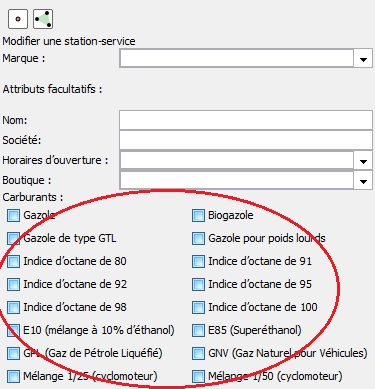 Modifier une station-service
Marque :
Attributs facultatifs :
Nom:
Société:
Horaires d'ouverture :
Boutique :
Carburants :
Gazole Biogazole
Gazole de type GTL Gazole pour poids lourds
Indice d'octane de 80 Indice d'octane de 91
Indice d'octane de 92 Indice d'octane de 95
Indice d'octane de 98 Indice d'octane de 100
E10 (mélange à 10% d'éthanol) E85 (Superéthanol)
GPL (Gaz de Pétrole Liquéfié) GNV (Gaz Naturel pour Véhicules)
Mélange 1/25 (cyclomoteur) Mélange 1/50 (cyclomoteur)